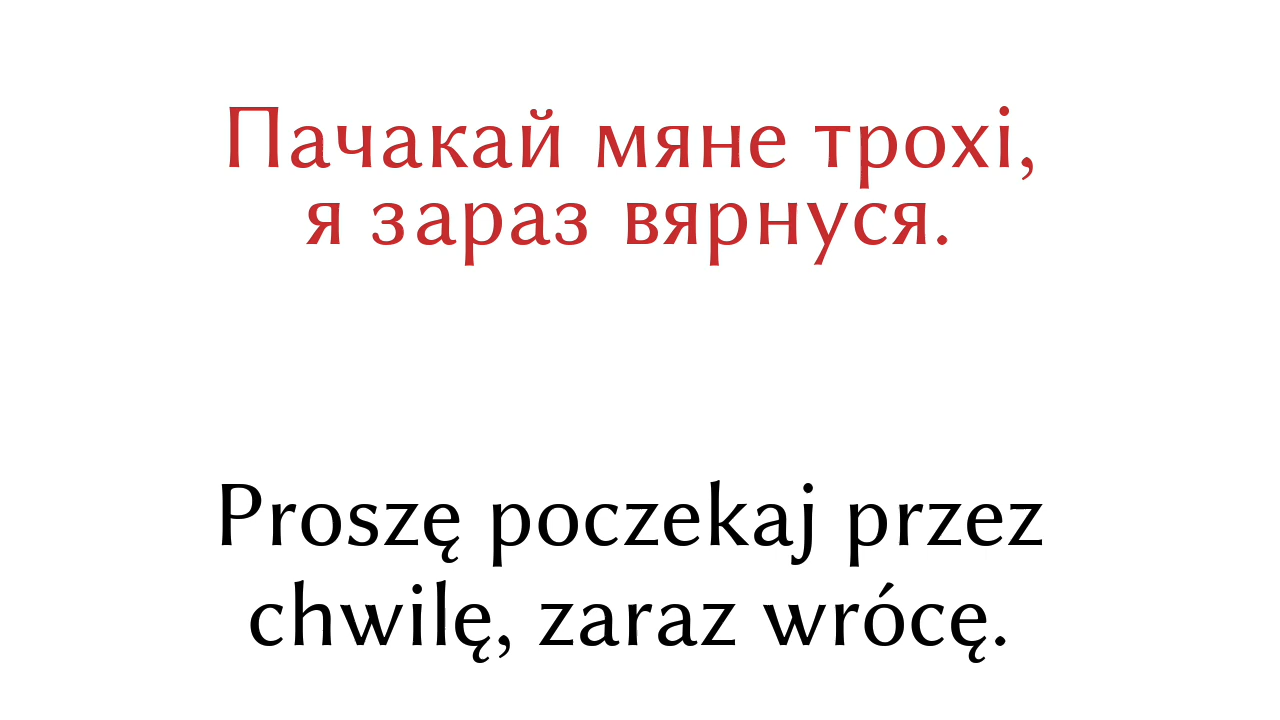 Пачакай мяне трохі,
я зараз вярнуся.
Proszę poczekaj przez
chwilę, zaraz wrócę.